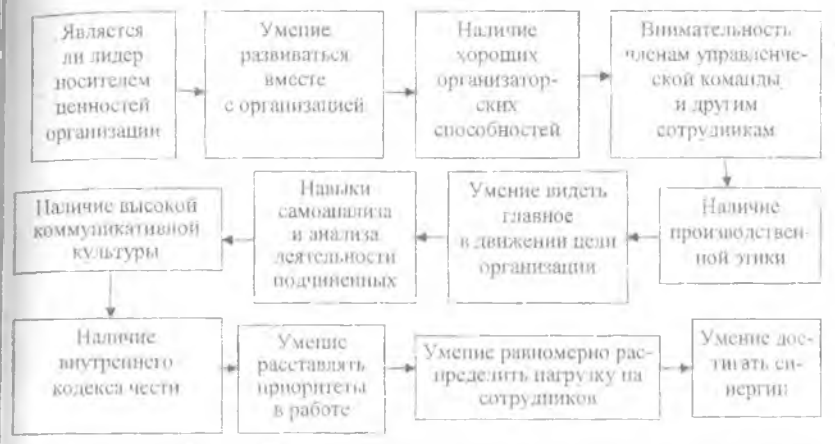 Является
ли лидер
носителем
ценностей
организации
Умение
развиваться
вместе
с организацией
Наличие
хороших
организатор-
ских
способностей
Внимательность
членам управленче-
ской команды
и другим
сотрудникам
Наличие
производствен-
ной этики
Умение видеть
главное
в движении цели
организации
Навыки
самоанализа
и анализа
деятельности
подчиненных
Наличие высокой
коммуникативной
культуры
Наличие
внутреннего
кодекса чести
Умение
расставлять
приоритеты
в работе
Умение равномерно рас-
пределить нагрузку на
сотрудников
Умение дос-
тигать си-
нергии